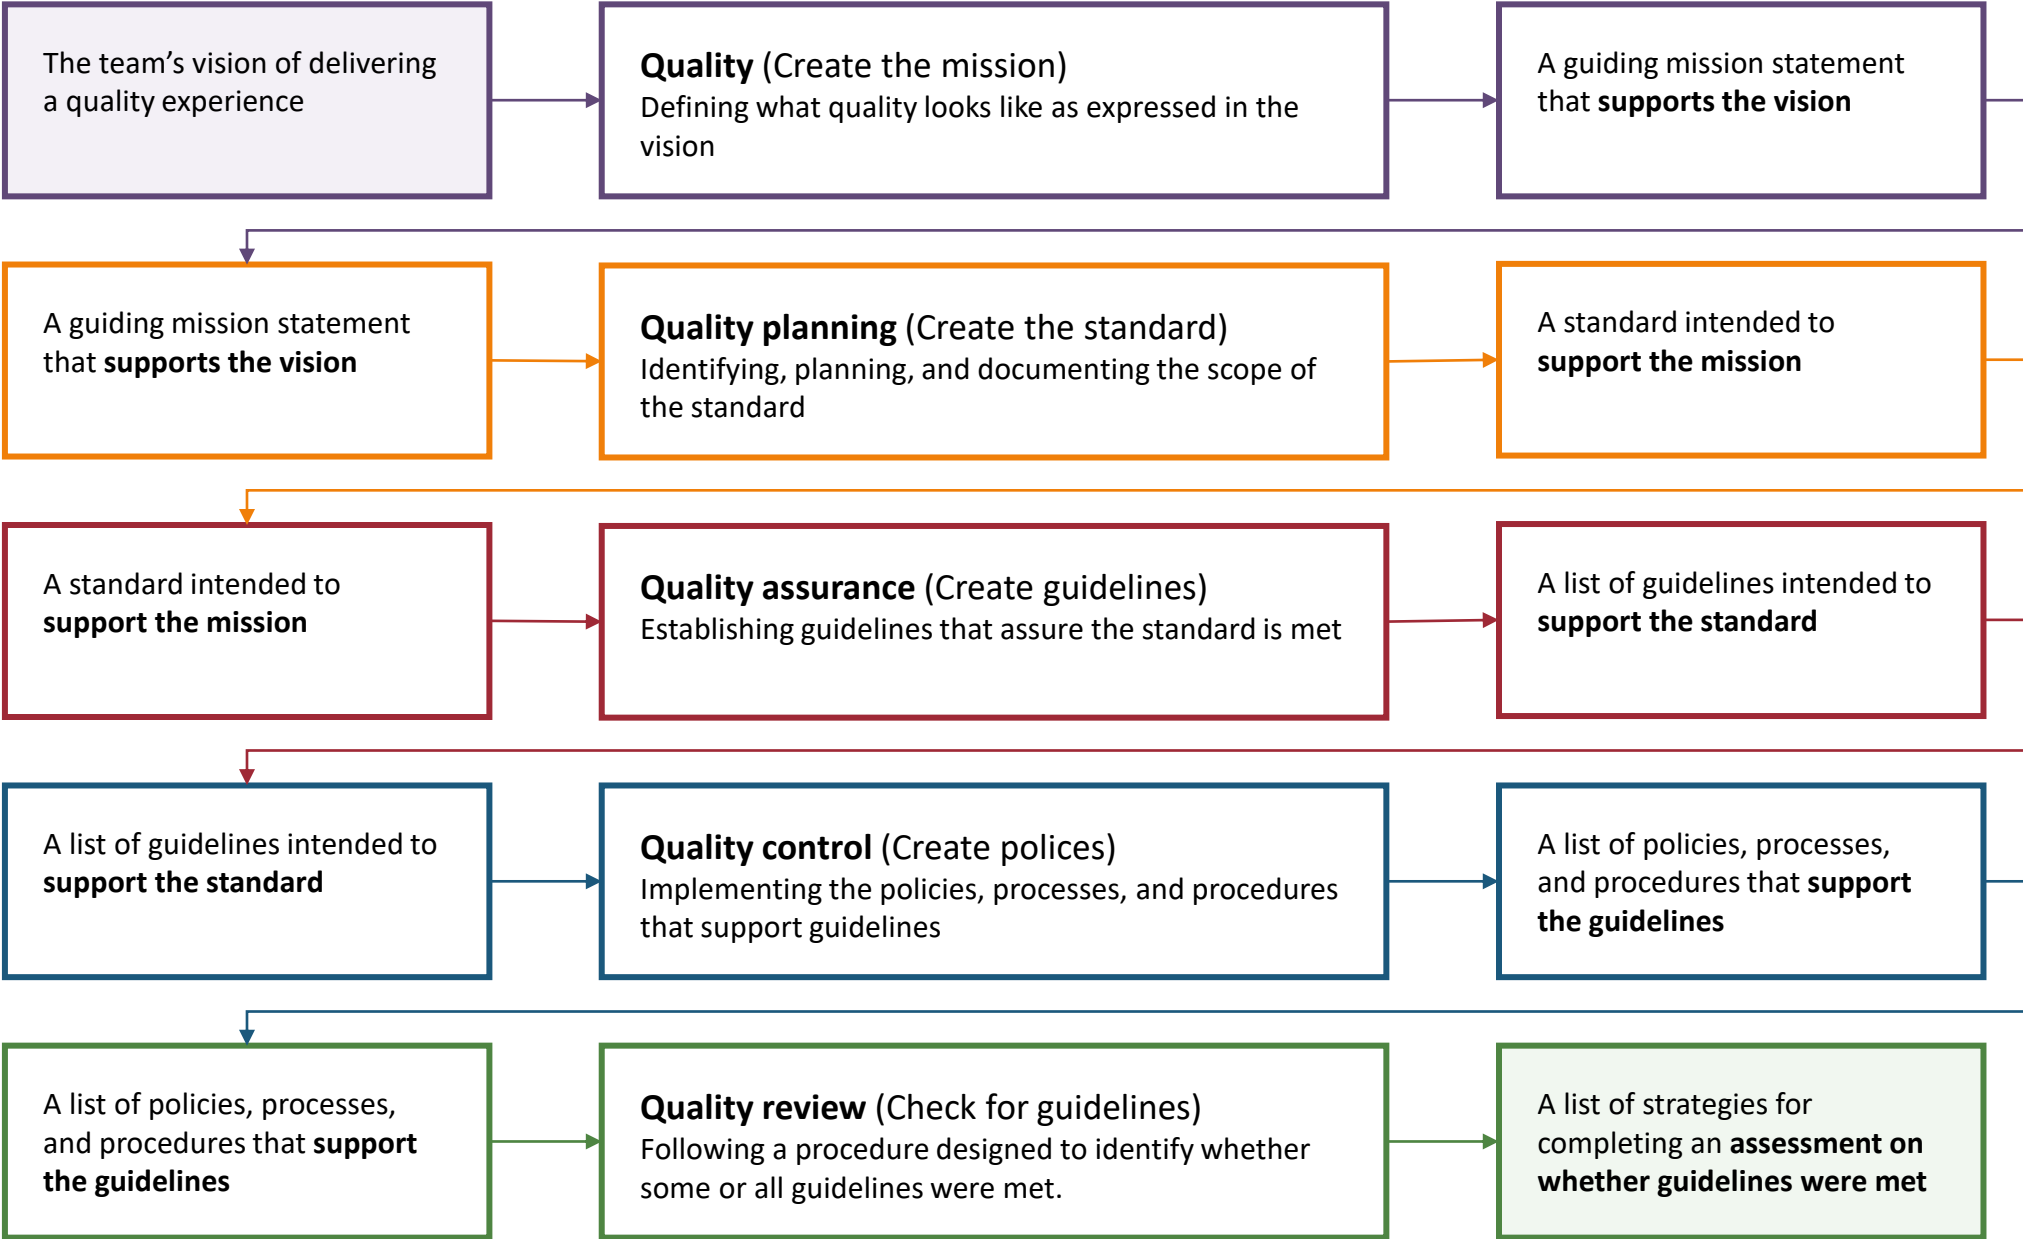 The team's vision of delivering
a quality experience
Quality (Create the mission)
Defining what quality looks like as expressed in the
vision
A guiding mission statement
that supports the vision
A guiding mission statement
that supports the vision
Quality planning (Create the standard)
Identifying, planning, and documenting the scope of
the standard
A standard intended to
support the mission
A standard intended to
support the mission
Quality assurance (Create guidelines)
Establishing guidelines that assure the standard is met
A list of guidelines intended to
support the standard
A list of guidelines intended to
support the standard
Quality control (Create polices)
Implementing the policies, processes, and procedures
that support guidelines
A list of policies, processes,
and procedures that support
the guidelines
A list of policies, processes,
and procedures that support
the guidelines
Quality review (Check for guidelines)
Following a procedure designed to identify whether
some or all guidelines were met.
A list of strategies for
completing an assessment on
whether guidelines were met